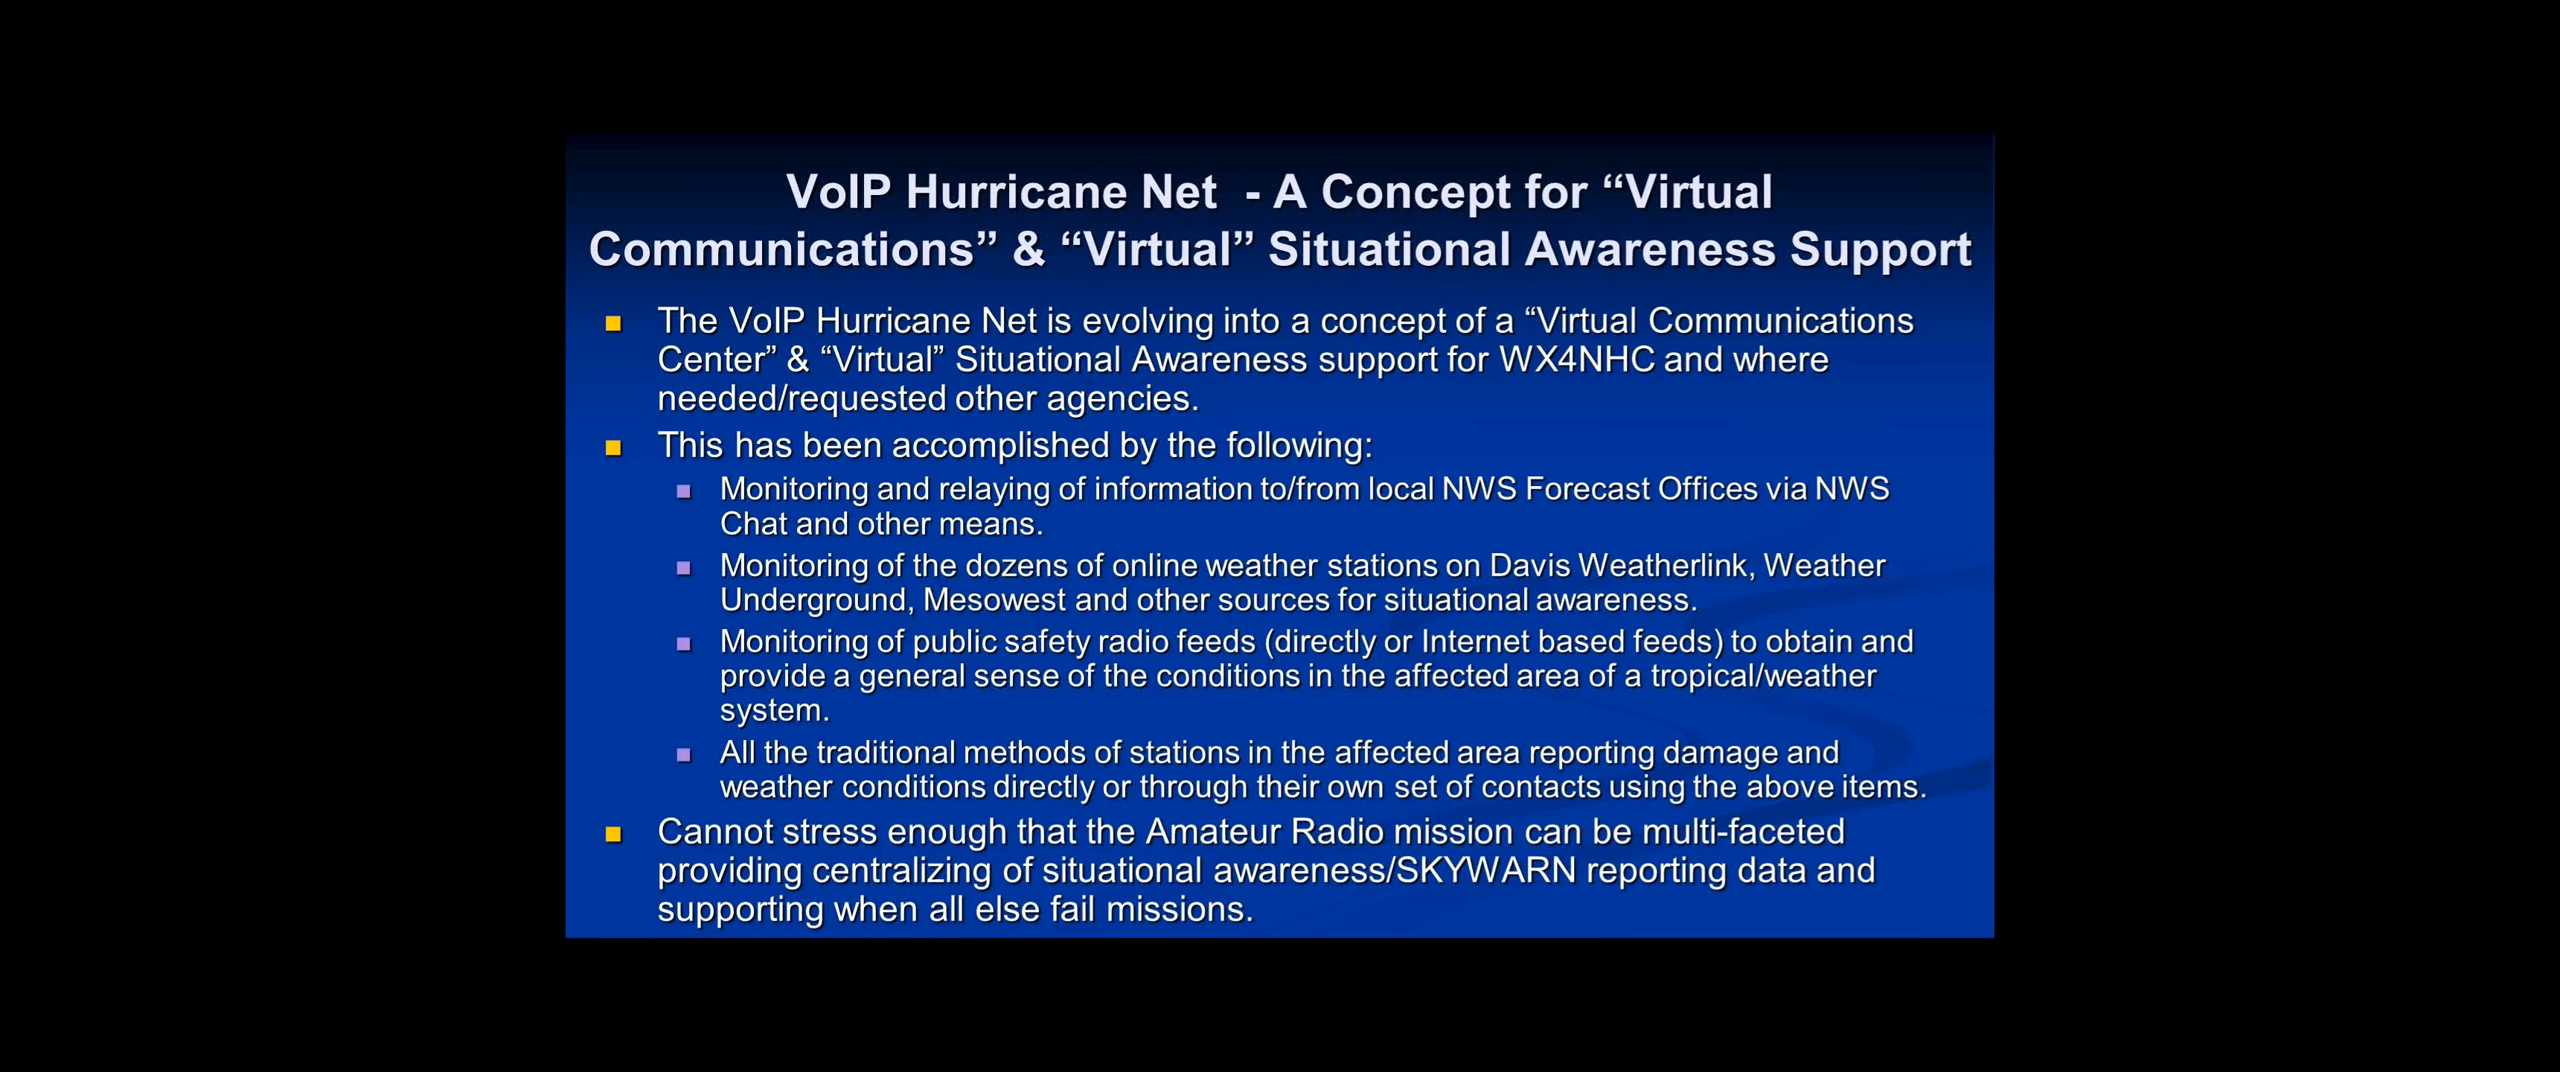 VoIP Hurricane Net  - A Concept for “Virtual
Communications” & “Virtual” Situational Awareness Support
The VoIP Hurricane Net is evolving into a concept of a “Virtual Communications
Center” & “Virtual” Situational Awareness support for WX4NHC and where
needed/requested other agencies.
This has been accomplished by the following:
Monitoring and relaying of information to/from local NWS Forecast Offices via NWS
Chat and other means.
Monitoring of the dozens of online weather stations on Davis Weatherlink, Weather
Underground, Mesowest and other sources for situational awareness.
Monitoring of public safety radio feeds (directly or Internet based feeds) to obtain and
provide a general sense of the conditions in the affected area of a tropical/weather
system.
All the traditional methods of stations in the affected area reporting damage and
weather conditions directly or through their own set of contacts using the above items.
Cannot stress enough that the Amateur Radio mission can be multi-faceted
providing centralizing of situational awareness/SKYWARN reporting data and
supporting when all else fail missions.